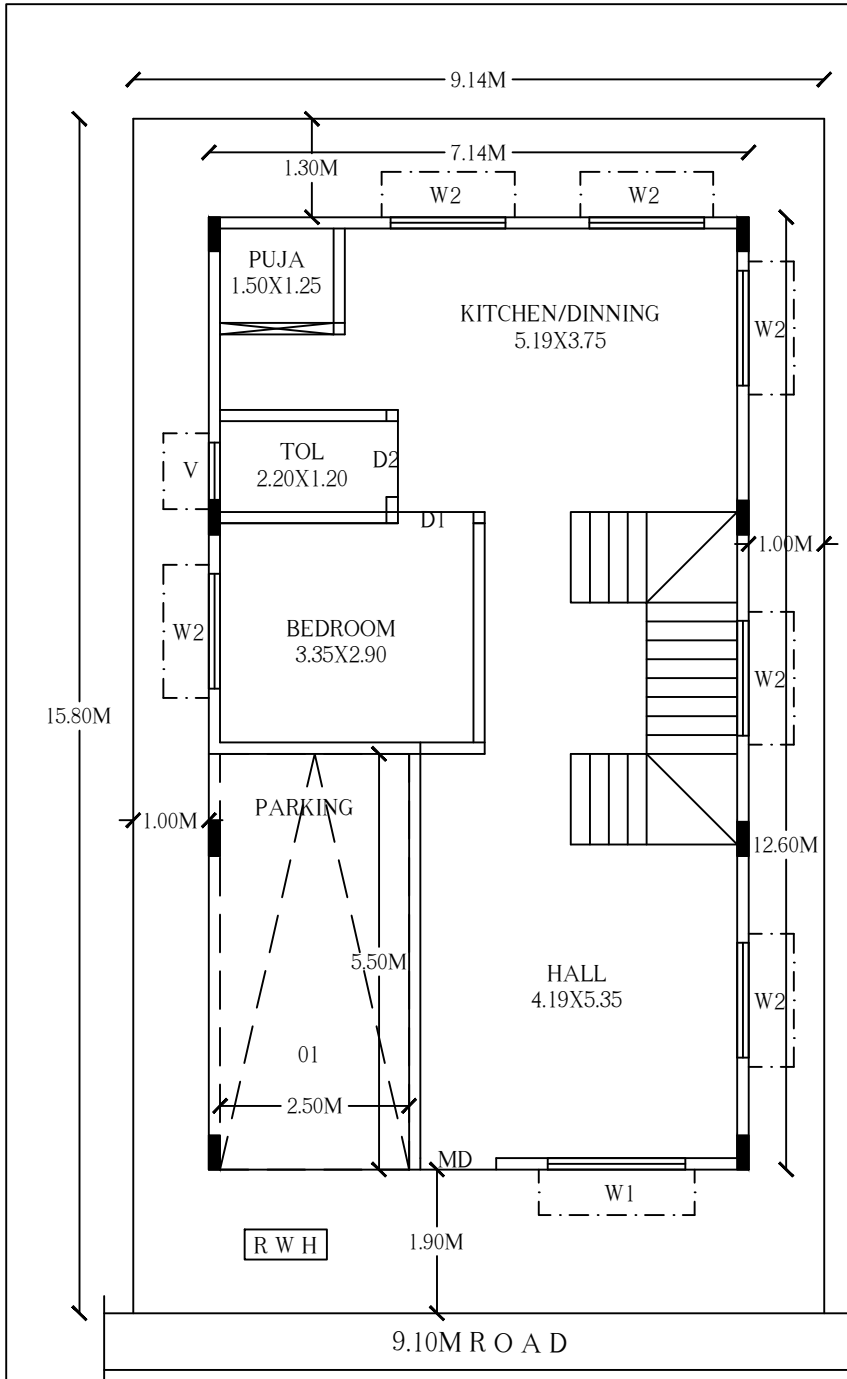 9.14M
7.14M
1.30M
W2
W2
PUJA
1.50X1.25
KITCHEN/DINNING
5.19X3.75
W2
TOL
2.20X1.20
D2
V
D1
1.00M
BEDROOM
3.35X2.90
W2
W2
15.80M
PARKING
1.00M
12.60M
5.50M
HALL
4.19X5.35
W2
01
2.50M
MD
W1
R W H
1.90M
9.10M R O A D